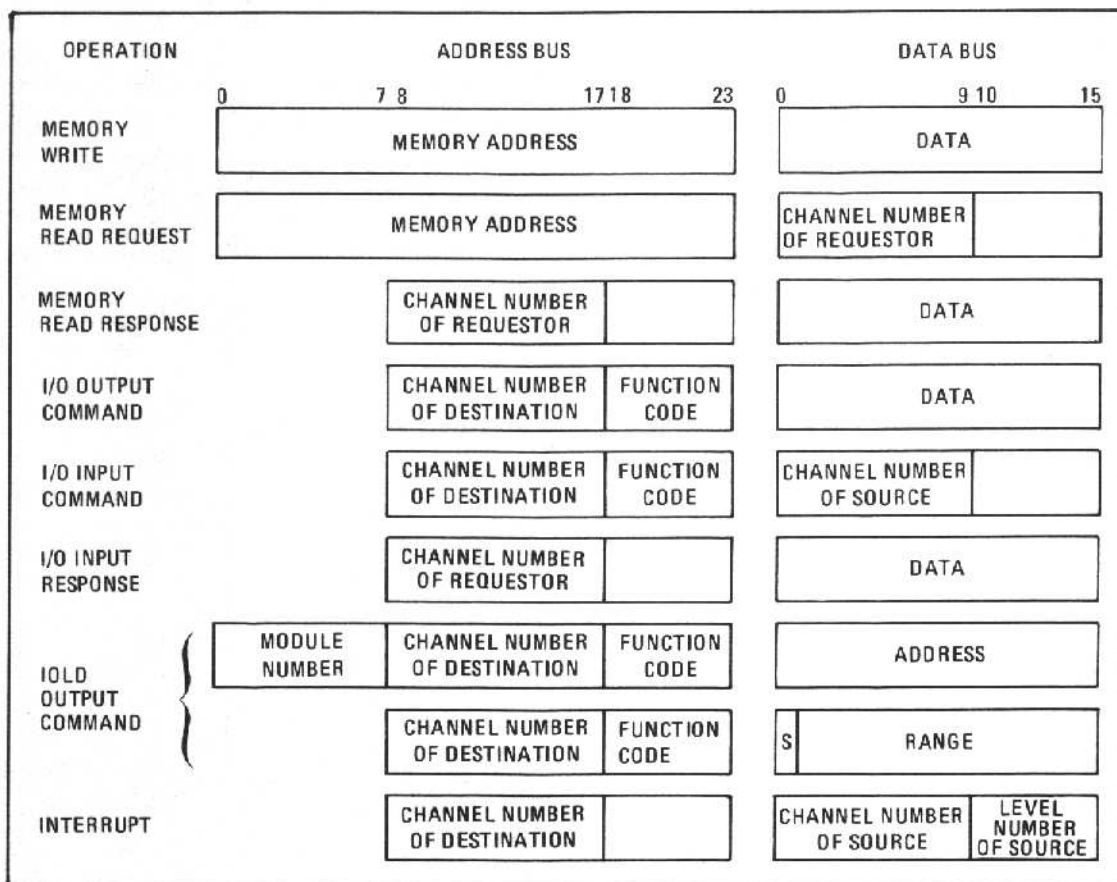 OPERATION ADDRESS BUS DATA BUS
0 7 8 17 18 23 0 9 10 15
MEMORY
WRITE
MEMORY ADDRESS
DATA
MEMORY
READ REQUEST
MEMORY ADDRESS
CHANNEL NUMBER
OF REQUESTOR
MEMORY
READ RESPONSE
CHANNEL NUMBER
OF REQUESTOR
DATA
I/O OUTPUT
COMMAND
CHANNEL NUMBER
OF DESTINATION
FUNCTION
CODE
DATA
I/O INPUT
COMMAND
CHANNEL NUMBER
OF DESTINATION
FUNCTION
CODE
CHANNEL NUMBER
OF SOURCE
I/O INPUT
RESPONSE
CHANNEL NUMBER
OF REQUESTOR
DATA
IOLD
OUTPUT
COMMAND
MODULE
NUMBER
CHANNEL NUMBER
OF DESTINATION
FUNCTION
CODE
ADDRESS
CHANNEL NUMBER
OF DESTINATION
FUNCTION
CODE
S
RANGE
INTERRUPT
CHANNEL NUMBER
OF DESTINATION
CHANNEL NUMBER
OF SOURCE
LEVEL
NUMBER
OF SOURCE